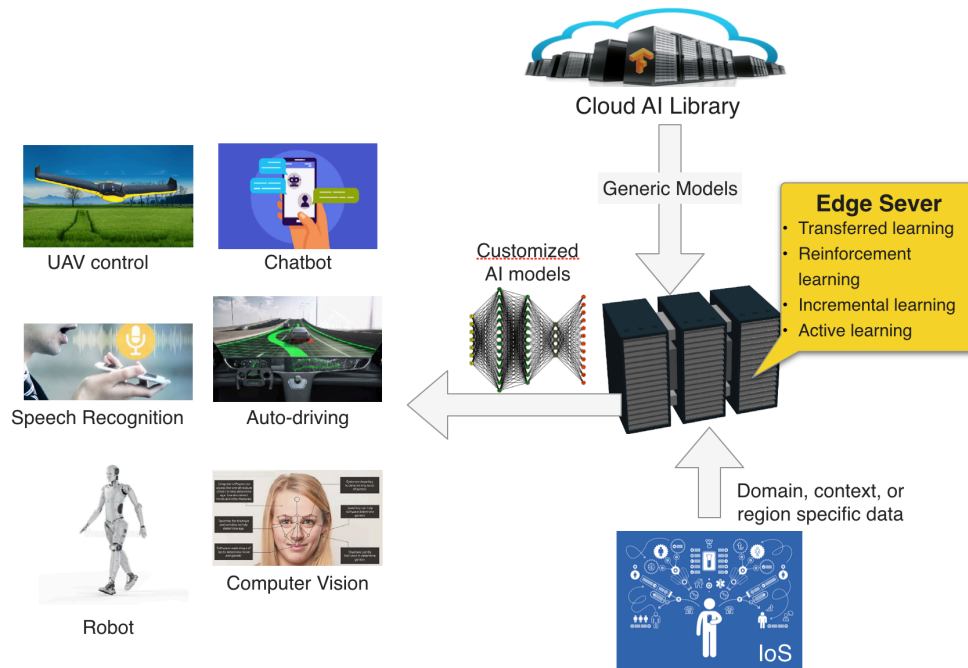 Cloud AI Library
Generic Models
Edge Sever
• Transferred learning
• Reinforcement
learning
• Incremental learning
• Active learning
Customized
AI models
UAV control
Chatbot
Speech Recognition
Auto-driving
Robot
Computer Vision
Domain, context, or
region specific data
IoS